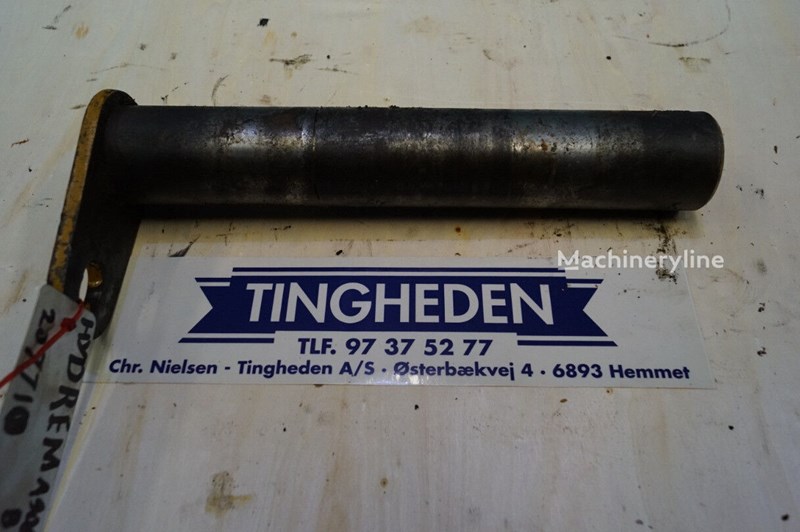 Machineryline
TINGHEDEN
TLF. 97 37 52 77
Chr. Nielsen - Tingheden A/S · Østerbækvej 4 · 6893 Hemmet
HYDREMA